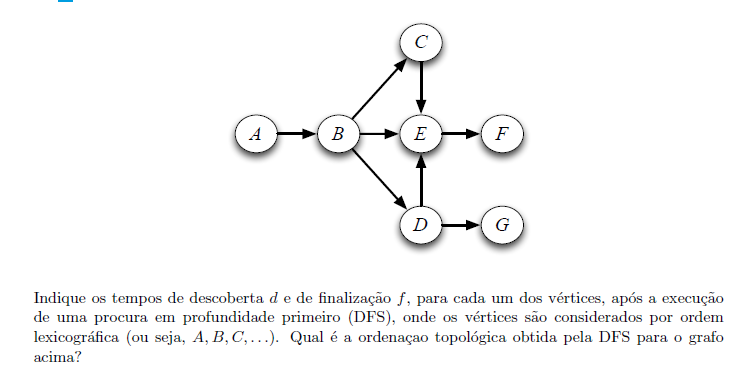 C
A B E F
D G
Indique os tempos de descoberta d e de finalização f, para cada um dos vértices, após a execução
de uma procura em profundidade primeiro (DFS), onde os vértices são considerados por ordem
lexicográfica (ou seja, A, B, C, . . .). Qual é a ordenaçao topológica obtida pela DFS para o grafo
acima?